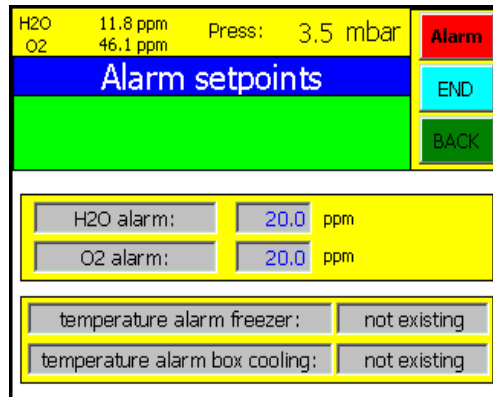 H2O 11.8 ppm Press: 3.5 mbar Alarm
O2 46.1 ppm
Alarm setpoints END
BACK
H2O alarm: 20.0 ppm
O2 alarm: 20.0 ppm
temperature alarm freezer: not existing
temperature alarm box cooling: not existing